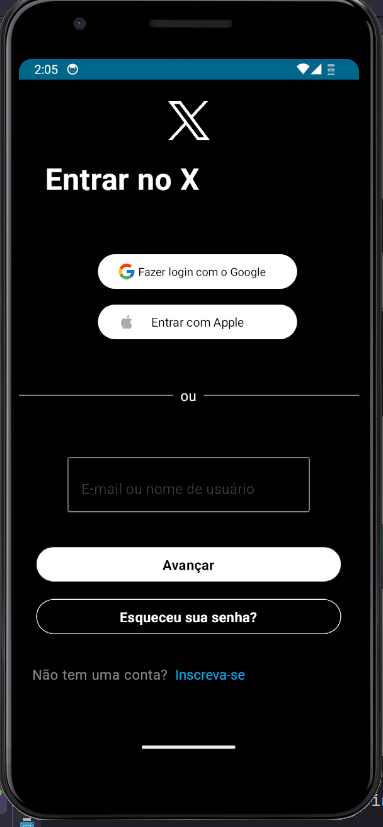 2:05
X
Entrar no X
Fazer login com o Google
Entrar com Apple
ou
E-mail ou nome de usuário
Avançar
Esqueceu sua senha?
Não tem uma conta? Inscreva-se